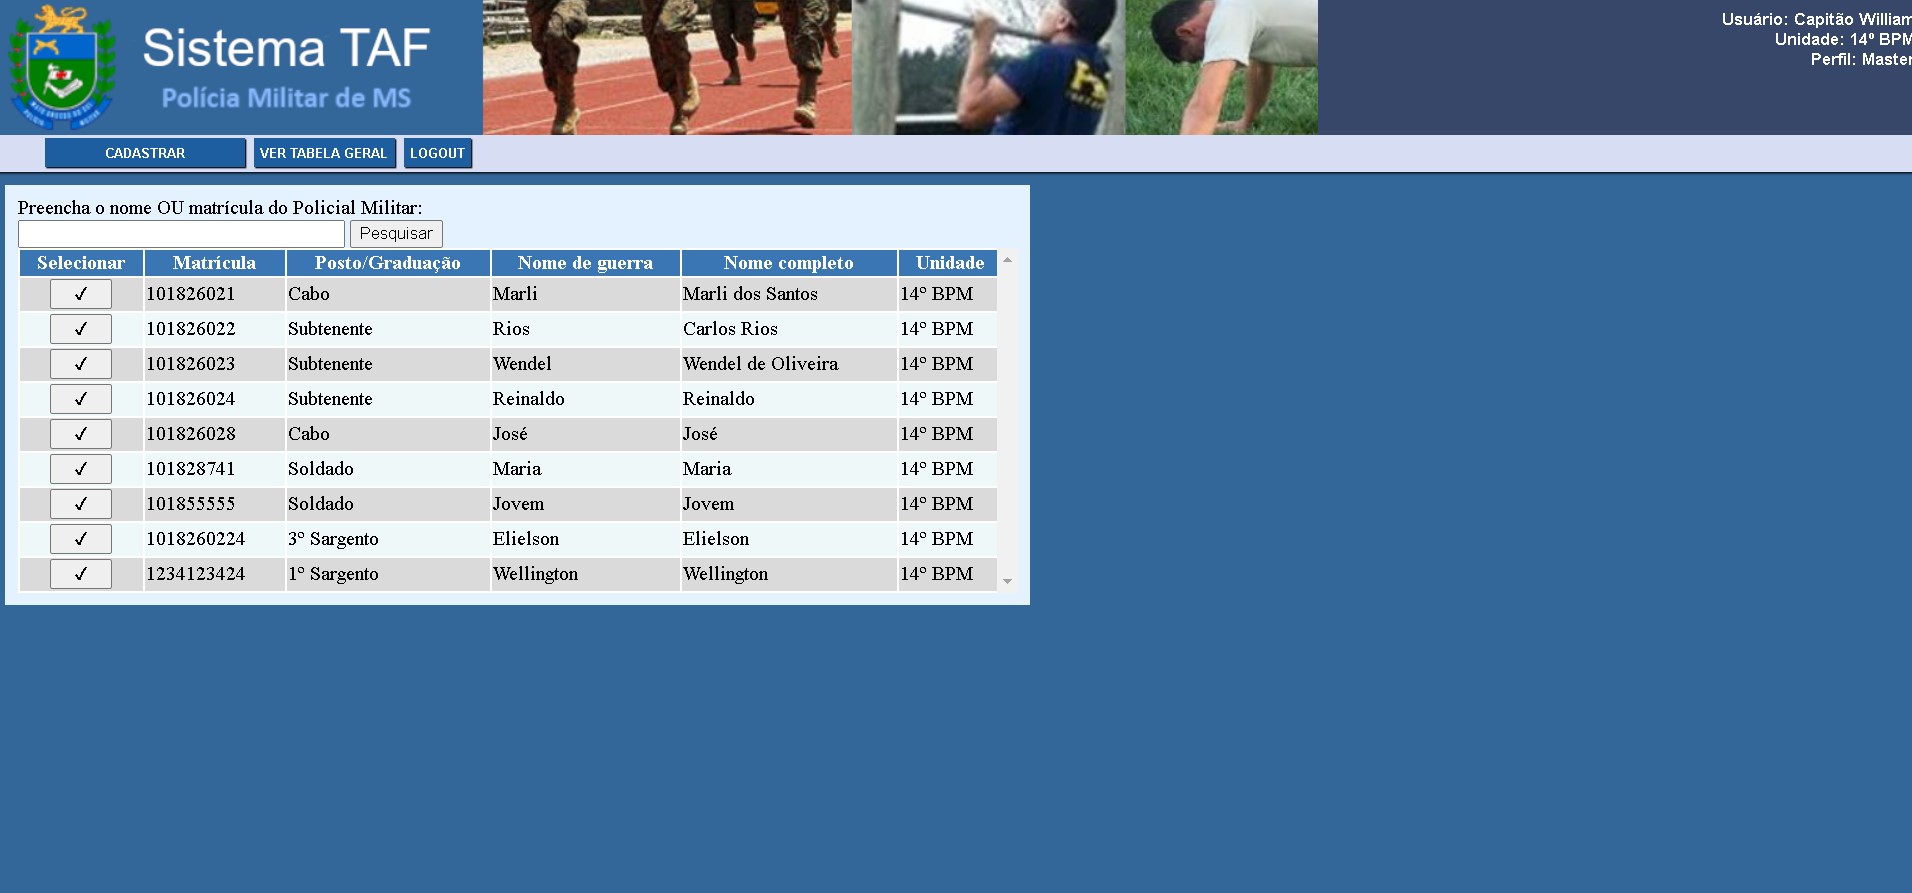 Sistema TAF
Polícia Militar de MS
Usuário: Capitão William
Unidade: 14º BPM
Perfil: Master
CADASTRAR VER TABELA GERAL LOGOUT
Preencha o nome OU matrícula do Policial Militar:
Pesquisar
Selecionar Matrícula Posto/Graduação Nome de guerra Nome completo Unidade
✓ 101826021 Cabo Marli Marli dos Santos 14º BPM
✓ 101826022 Subtenente Rios Carlos Rios 14º BPM
✓ 101826023 Subtenente Wendel Wendel de Oliveira 14º BPM
✓ 101826024 Subtenente Reinaldo Reinaldo 14º BPM
✓ 101826028 Cabo José José 14º BPM
✓ 101828741 Soldado Maria Maria 14º BPM
✓ 101855555 Soldado Jovem Jovem 14º BPM
✓ 1018260224 3º Sargento Elielson Elielson 14º BPM
✓ 1234123424 1º Sargento Wellington Wellington 14º BPM